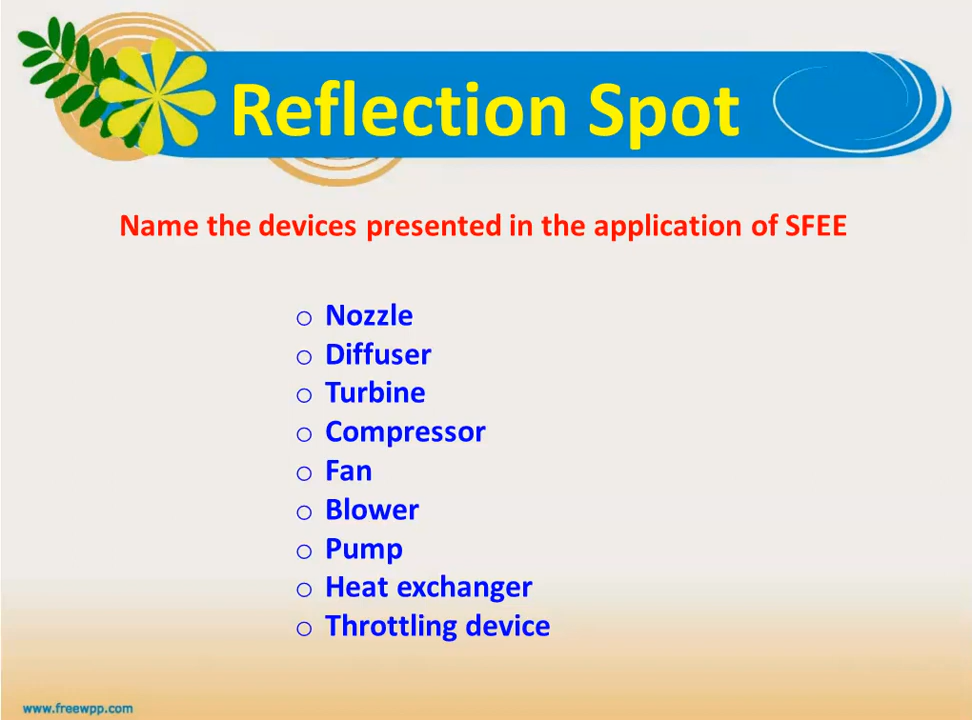 Reflection Spot
Name the devices presented in the application of SFEE
○ Nozzle
○ Diffuser
○ Turbine
○ Compressor
○ Fan
○ Blower
○ Pump
○ Heat exchanger
○ Throttling device
www.freewpp.com